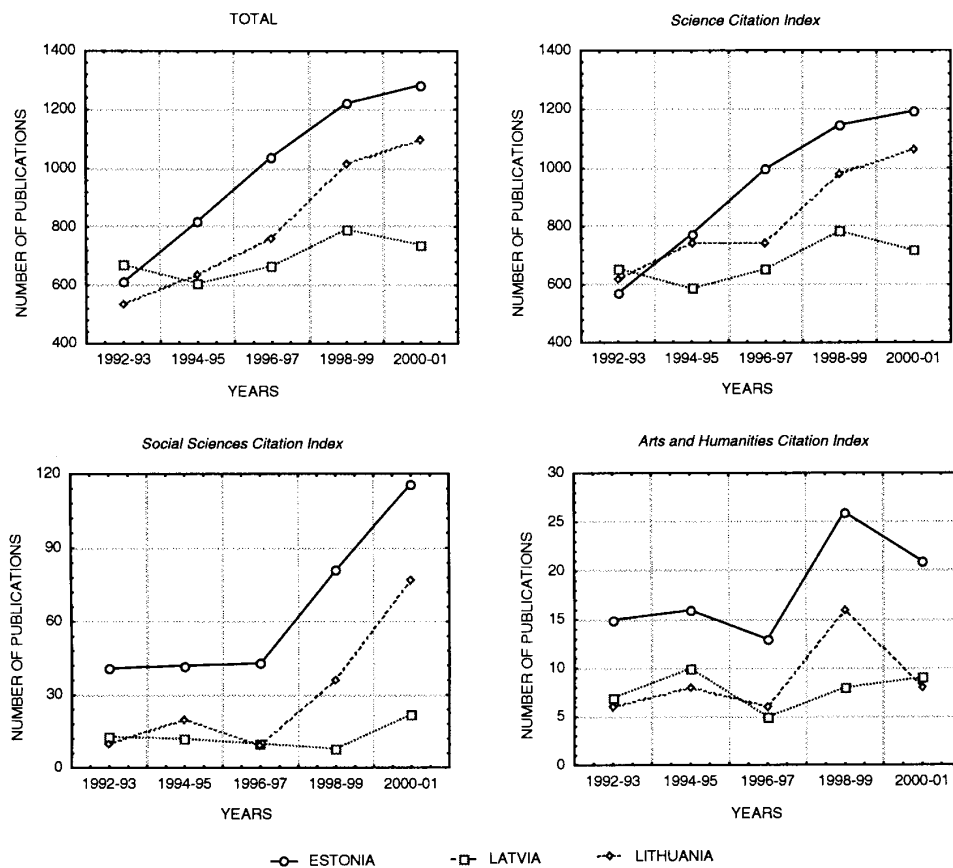 TOTAL
1400
1200
1000
800
600
400
NUMBER OF PUBLICATIONS
1992-93 1994-95 1996-97 1998-99 2000-01
YEARS
Science Citation Index
1400
1200
1000
800
600
400
NUMBER OF PUBLICATIONS
1992-93 1994-95 1996-97 1998-99 2000-01
YEARS
Social Sciences Citation Index
120
90
60
30
0
NUMBER OF PUBLICATIONS
1992-93 1994-95 1996-97 1998-99 2000-01
YEARS
Arts and Humanities Citation Index
30
25
20
15
10
5
0
NUMBER OF PUBLICATIONS
1992-93 1994-95 1996-97 1998-99 2000-01
YEARS
ESTONIA LATVIA LITHUANIA